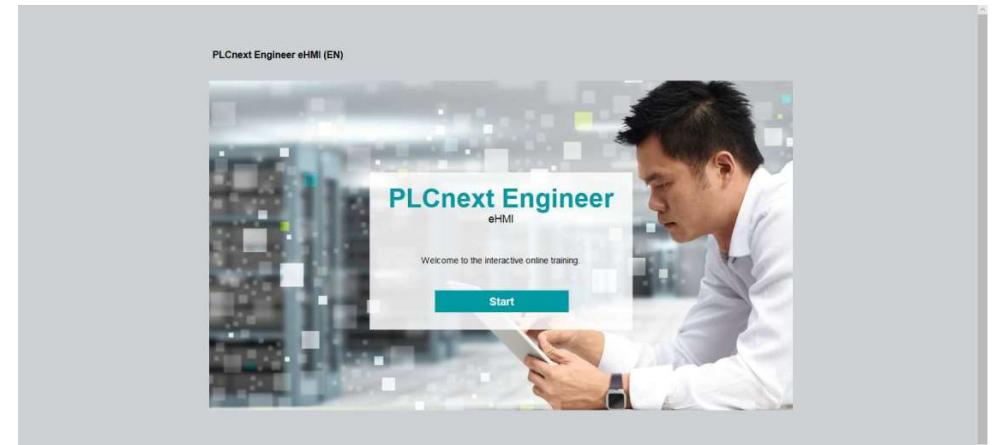 PLCnext Engineer eHMI (EN)
PLCnext Engineer
eHMI
Welcome to the interactive online training.
Start